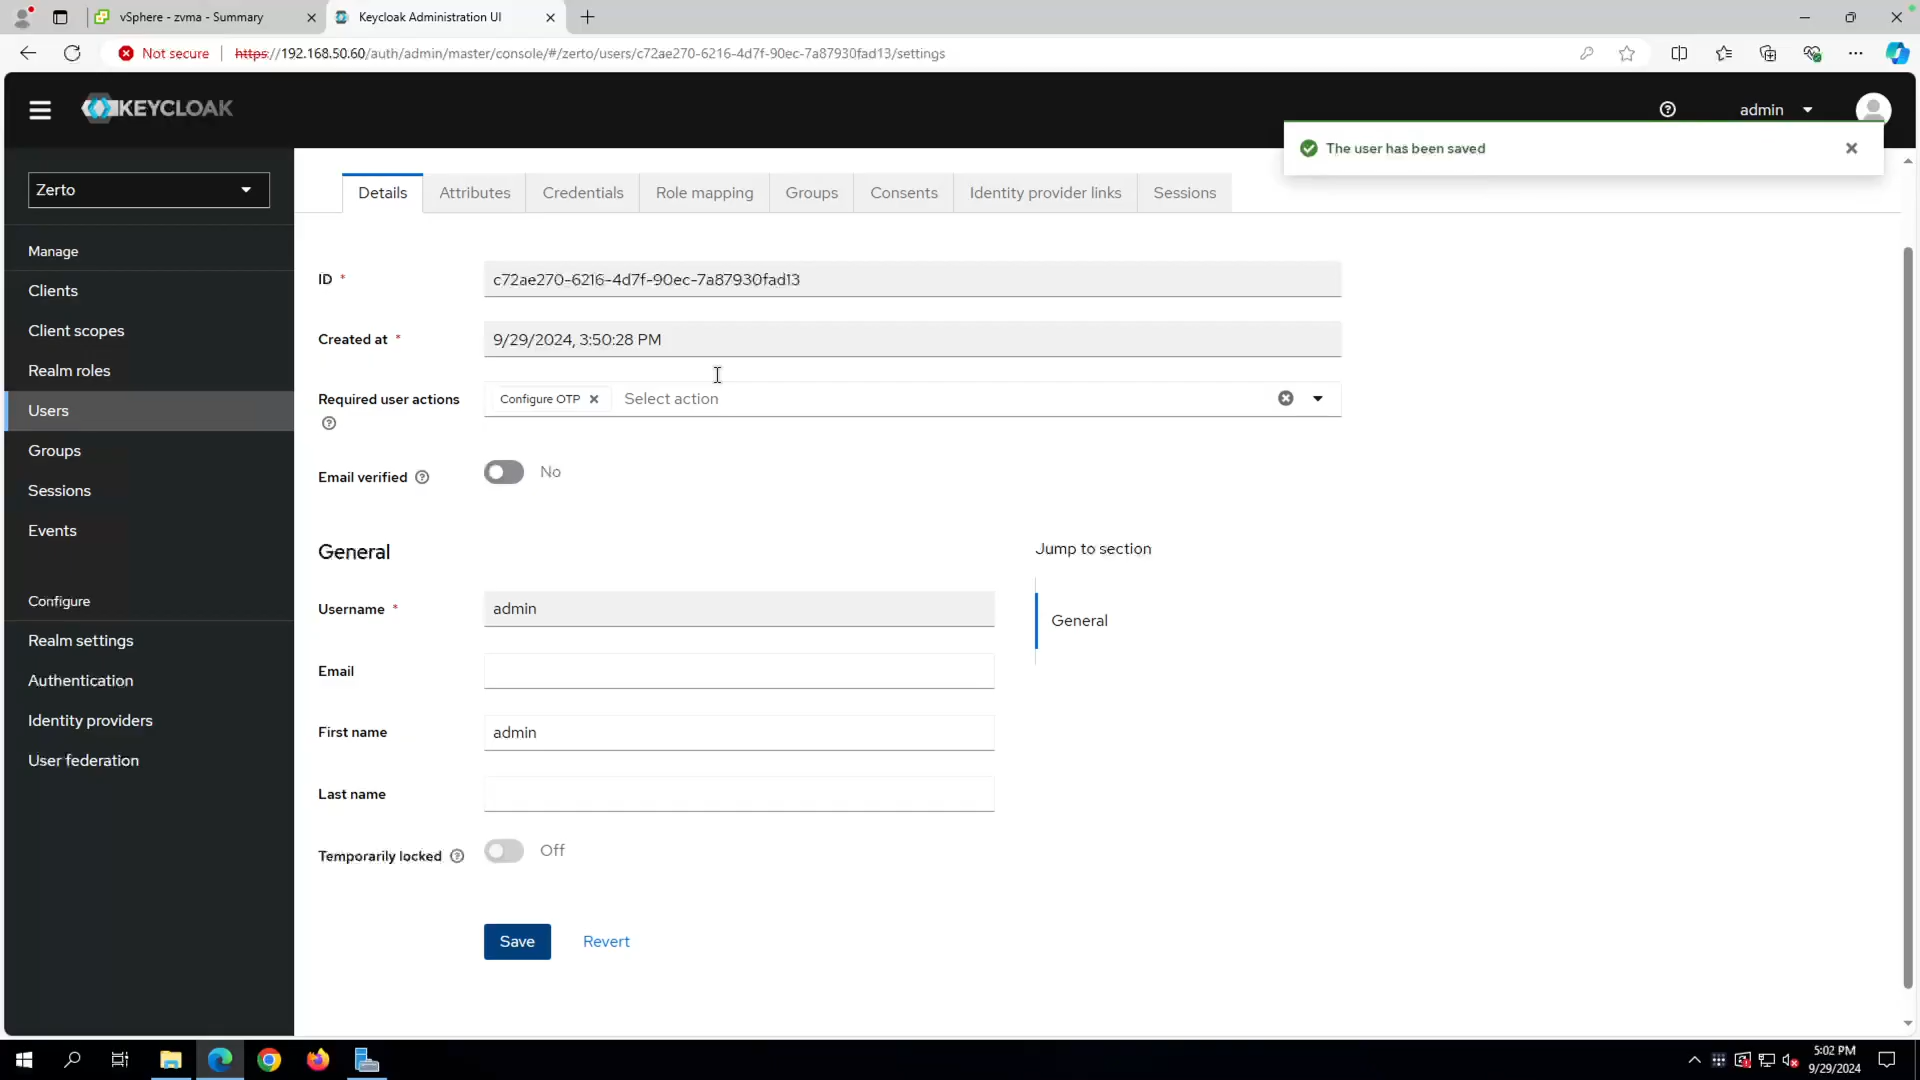 vSphere - zvma - Summary
Keycloak Administration UI
Not secure
https://192.168.50.60/auth/admin/master/console/#/zerto/users/c72ae270-6216-4d7f-90ec-7a87930fad13/settings
KEYCLOAK
admin
The user has been saved
Zerto
Manage
Clients
Client scopes
Realm roles
Users
Groups
Sessions
Events
Configure
Realm settings
Authentication
Identity providers
User federation
Details
Attributes
Credentials
Role mapping
Groups
Consents
Identity provider links
Sessions
ID *
c72ae270-6216-4d7f-90ec-7a87930fad13
Created at *
9/29/2024, 3:50:28 PM
Required user actions
Configure OTP
Select action
Email verified
No
General
Username *
admin
Email
First name
admin
Last name
Temporarily locked
Off
Save
Revert
Jump to section
General
5:02 PM
9/29/2024